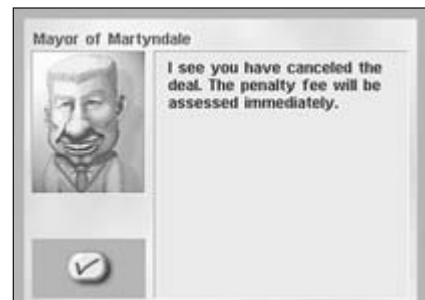 Mayor of Martyndale
I see you have canceled the
deal. The penalty fee will be
assessed immediately.